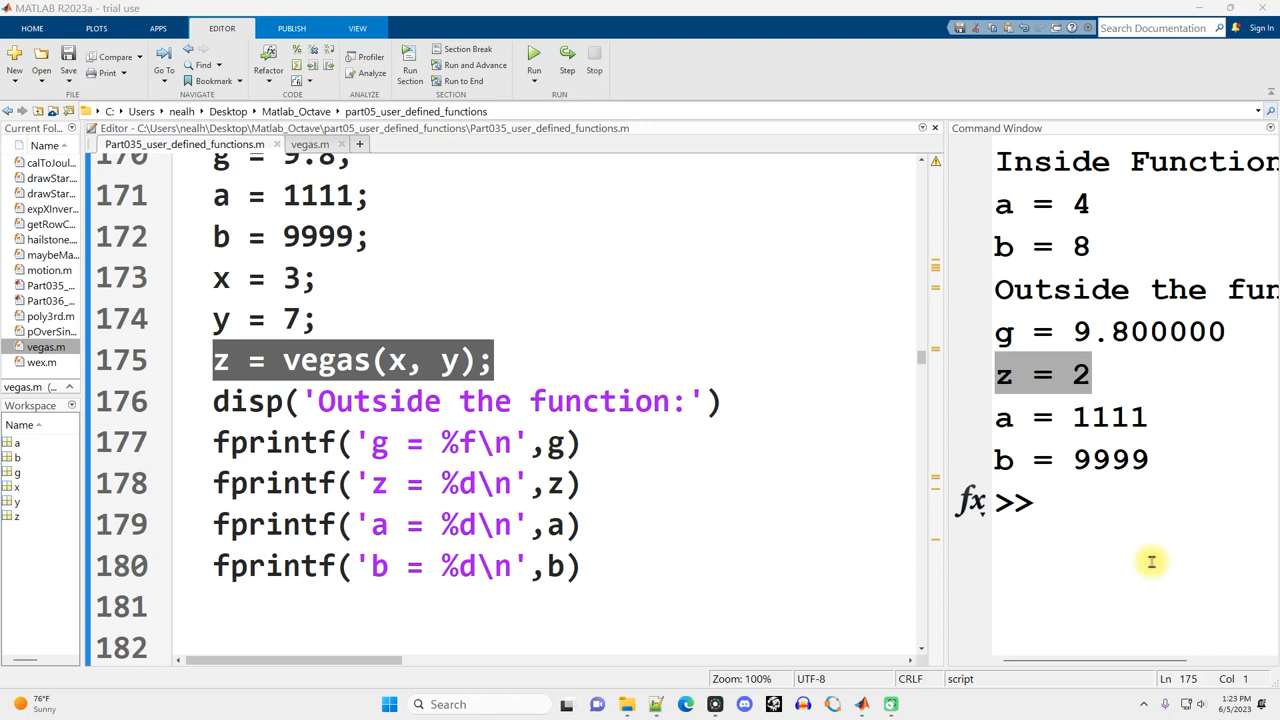 MATLAB R2023a - trial use
HOME PLOTS APPS EDITOR PUBLISH VIEW
Search Documentation
Sign In
New Open Save
Compare
Print
Go To
Find
Bookmark
Refactor
Profiler
Analyze
Run Section
Section Break
Run and Advance
Run to End
Run Step Stop
FILE NAVIGATE CODE ANALYZE SECTION RUN
C: Users nealh Desktop Matlab_Octave part05_user_defined_functions
Current Fol...
Name
calToJoul...
drawStar...
drawStar...
expXInver...
getRowC...
hailstone...
maybeMa...
motion.m
Part035_...
Part036_...
poly3rd.m
pOverSin...
vegas.m
wex.m
vegas.m (...
Workspace
Name
a
b
g
x
y
z
Editor - C:\Users\nealh\Desktop\Matlab_Octave\part05_user_defined_functions\Part035_user_defined_functions.m
Part035_user_defined_functions.m vegas.m
170 g = 9.8;
171 a = 1111;
172 b = 9999;
173 x = 3;
174 y = 7;
175 z = vegas(x, y);
176 disp('Outside the function:')
177 fprintf('g = %f\n',g)
178 fprintf('z = %d\n',z)
179 fprintf('a = %d\n',a)
180 fprintf('b = %d\n',b)
181
182
Command Window
Inside Function
a = 4
b = 8
Outside the fun
g = 9.800000
z = 2
a = 1111
b = 9999
fx >>
Zoom: 100% UTF-8 CRLF script Ln 175 Col 1
76°F
Sunny
Search
1:23 PM
6/5/2023